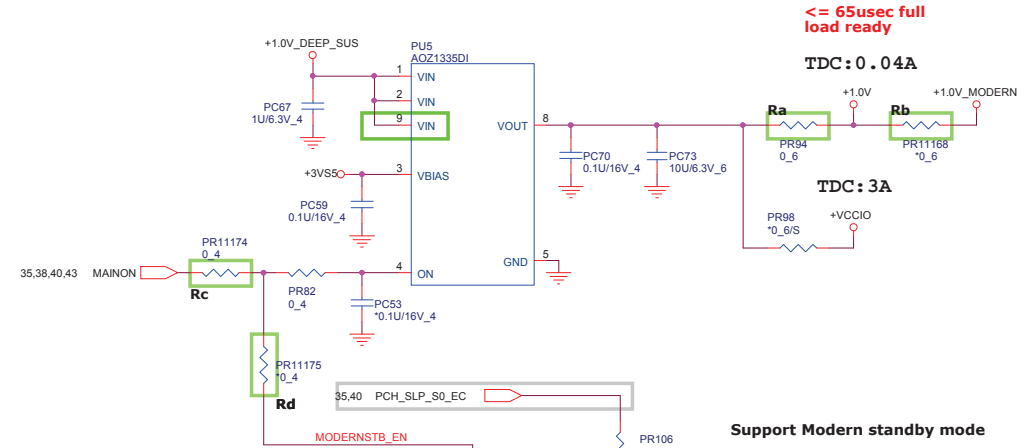 <= 65usec full
load ready
TDC:0.04A
+1.0V_DEEP_SUS
PU5
AOZ1335DI
1
VIN
2
VIN
9
VIN
PC67
1U/6.3V_4
+3VS5
3
VBIAS
PC59
0.1U/16V_4
VOUT
8
PC70
0.1U/16V_4
PC73
10U/6.3V_6
Ra
PR94
0_6
+1.0V
Rb
PR11168
*0_6
+1.0V_MODERN
TDC:3A
PR98
*0_6/S
+VCCIO
35,38,40,43 MAINON
PR11174
0_4
Rc
PR82
0_4
4
ON
PC53
*0.1U/16V_4
GND
5
PR11175
*0_4
Rd
35,40 PCH_SLP_S0_EC
MODERNSTB_EN
PR106
Support Modern standby mode